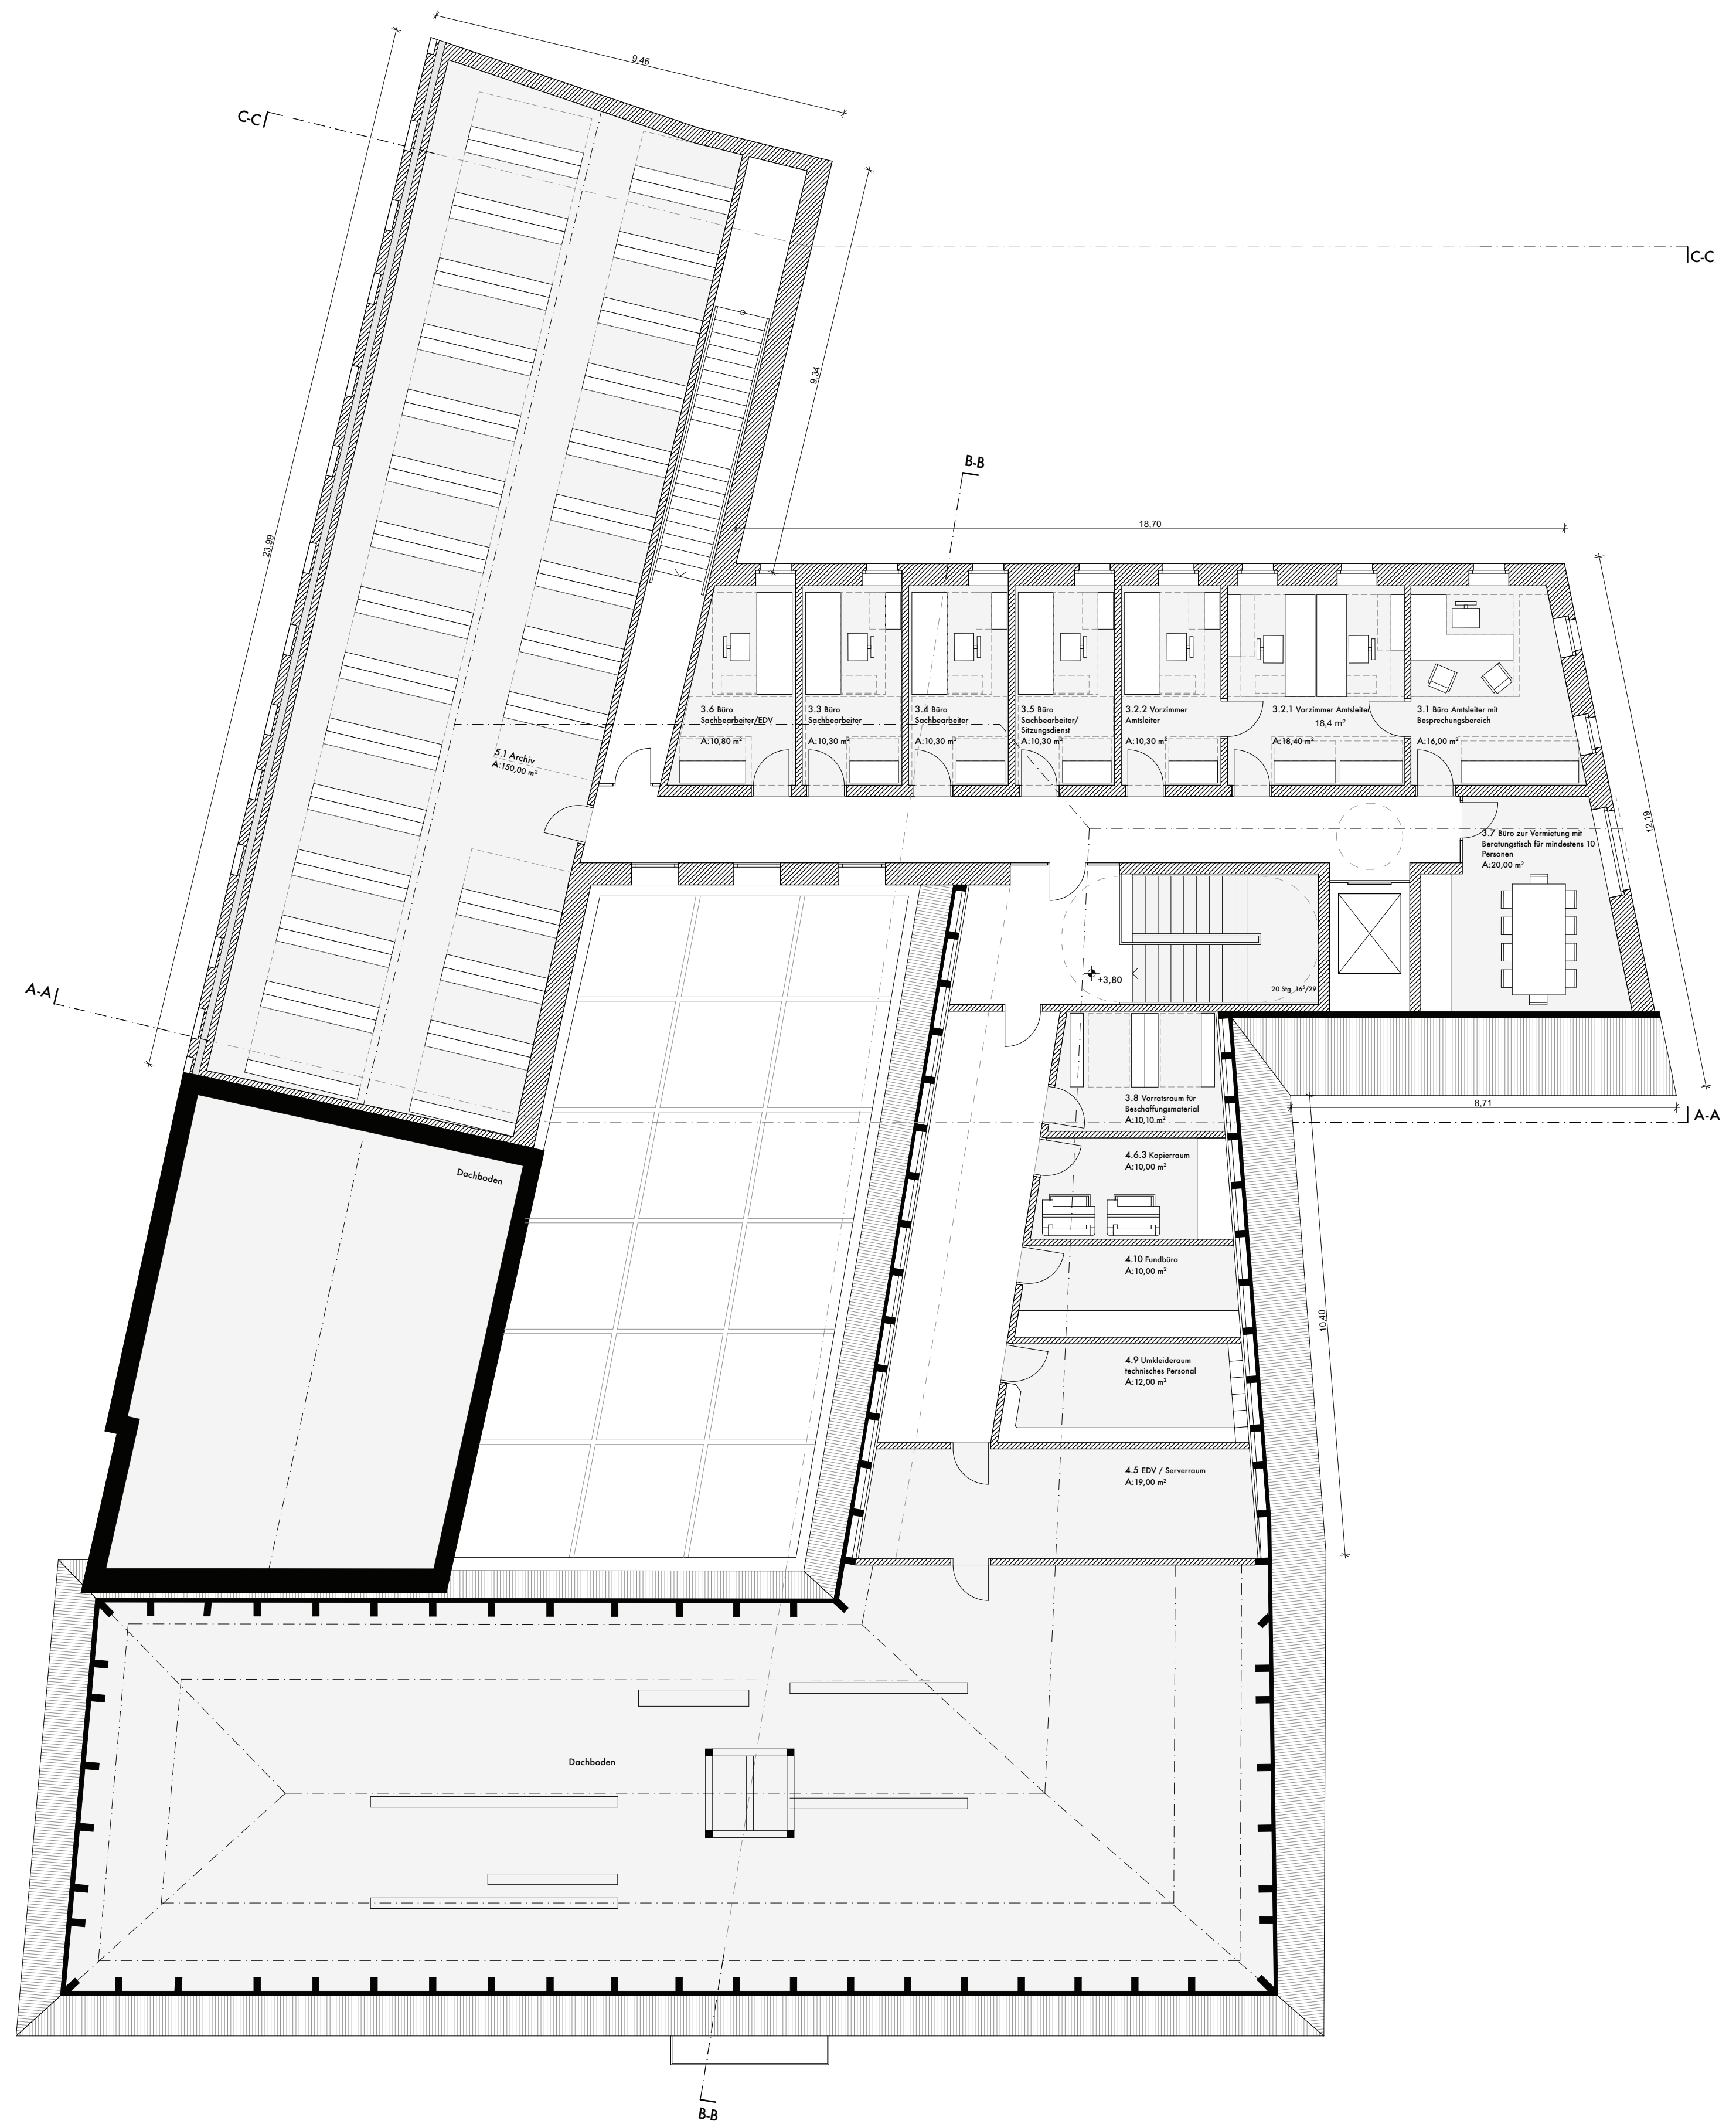 9,46
C-C
C-C
9,34
B-B
18,70
23,99
3.6 Büro
Sachbearbeiter/EDV
A:10,80 m²
3.3 Büro
Sachbearbeiter
A:10,30 m²
3.4 Büro
Sachbearbeiter
A:10,30 m²
3.5 Büro
Sachbearbeiter/
Sitzungsdienst
A:10,30 m²
3.2.2 Vorzimmer
Amtsleiter
A:10,30 m²
3.2.1 Vorzimmer Amtsleiter
18,4 m²
A:18,40 m²
3.1 Büro Amtsleiter mit
Besprechungsbereich
A:16,00 m²
5.1 Archiv
A:150,00 m²
12,19
3.7 Büro zur Vermietung mit
Beratungstisch für mindestens 10
Personen
A:20,00 m²
+3,80
20 Stg. 16⁵/29
A-A
3.8 Vorratsraum für
Beschaffungsmaterial
A:10,10 m²
8,71
A-A
4.6.3 Kopierraum
A:10,00 m²
Dachboden
4.10 Fundbüro
A:10,00 m²
10,40
4.9 Umkleideraum
technisches Personal
A:12,00 m²
4.5 EDV / Serverraum
A:19,00 m²
Dachboden
B-B